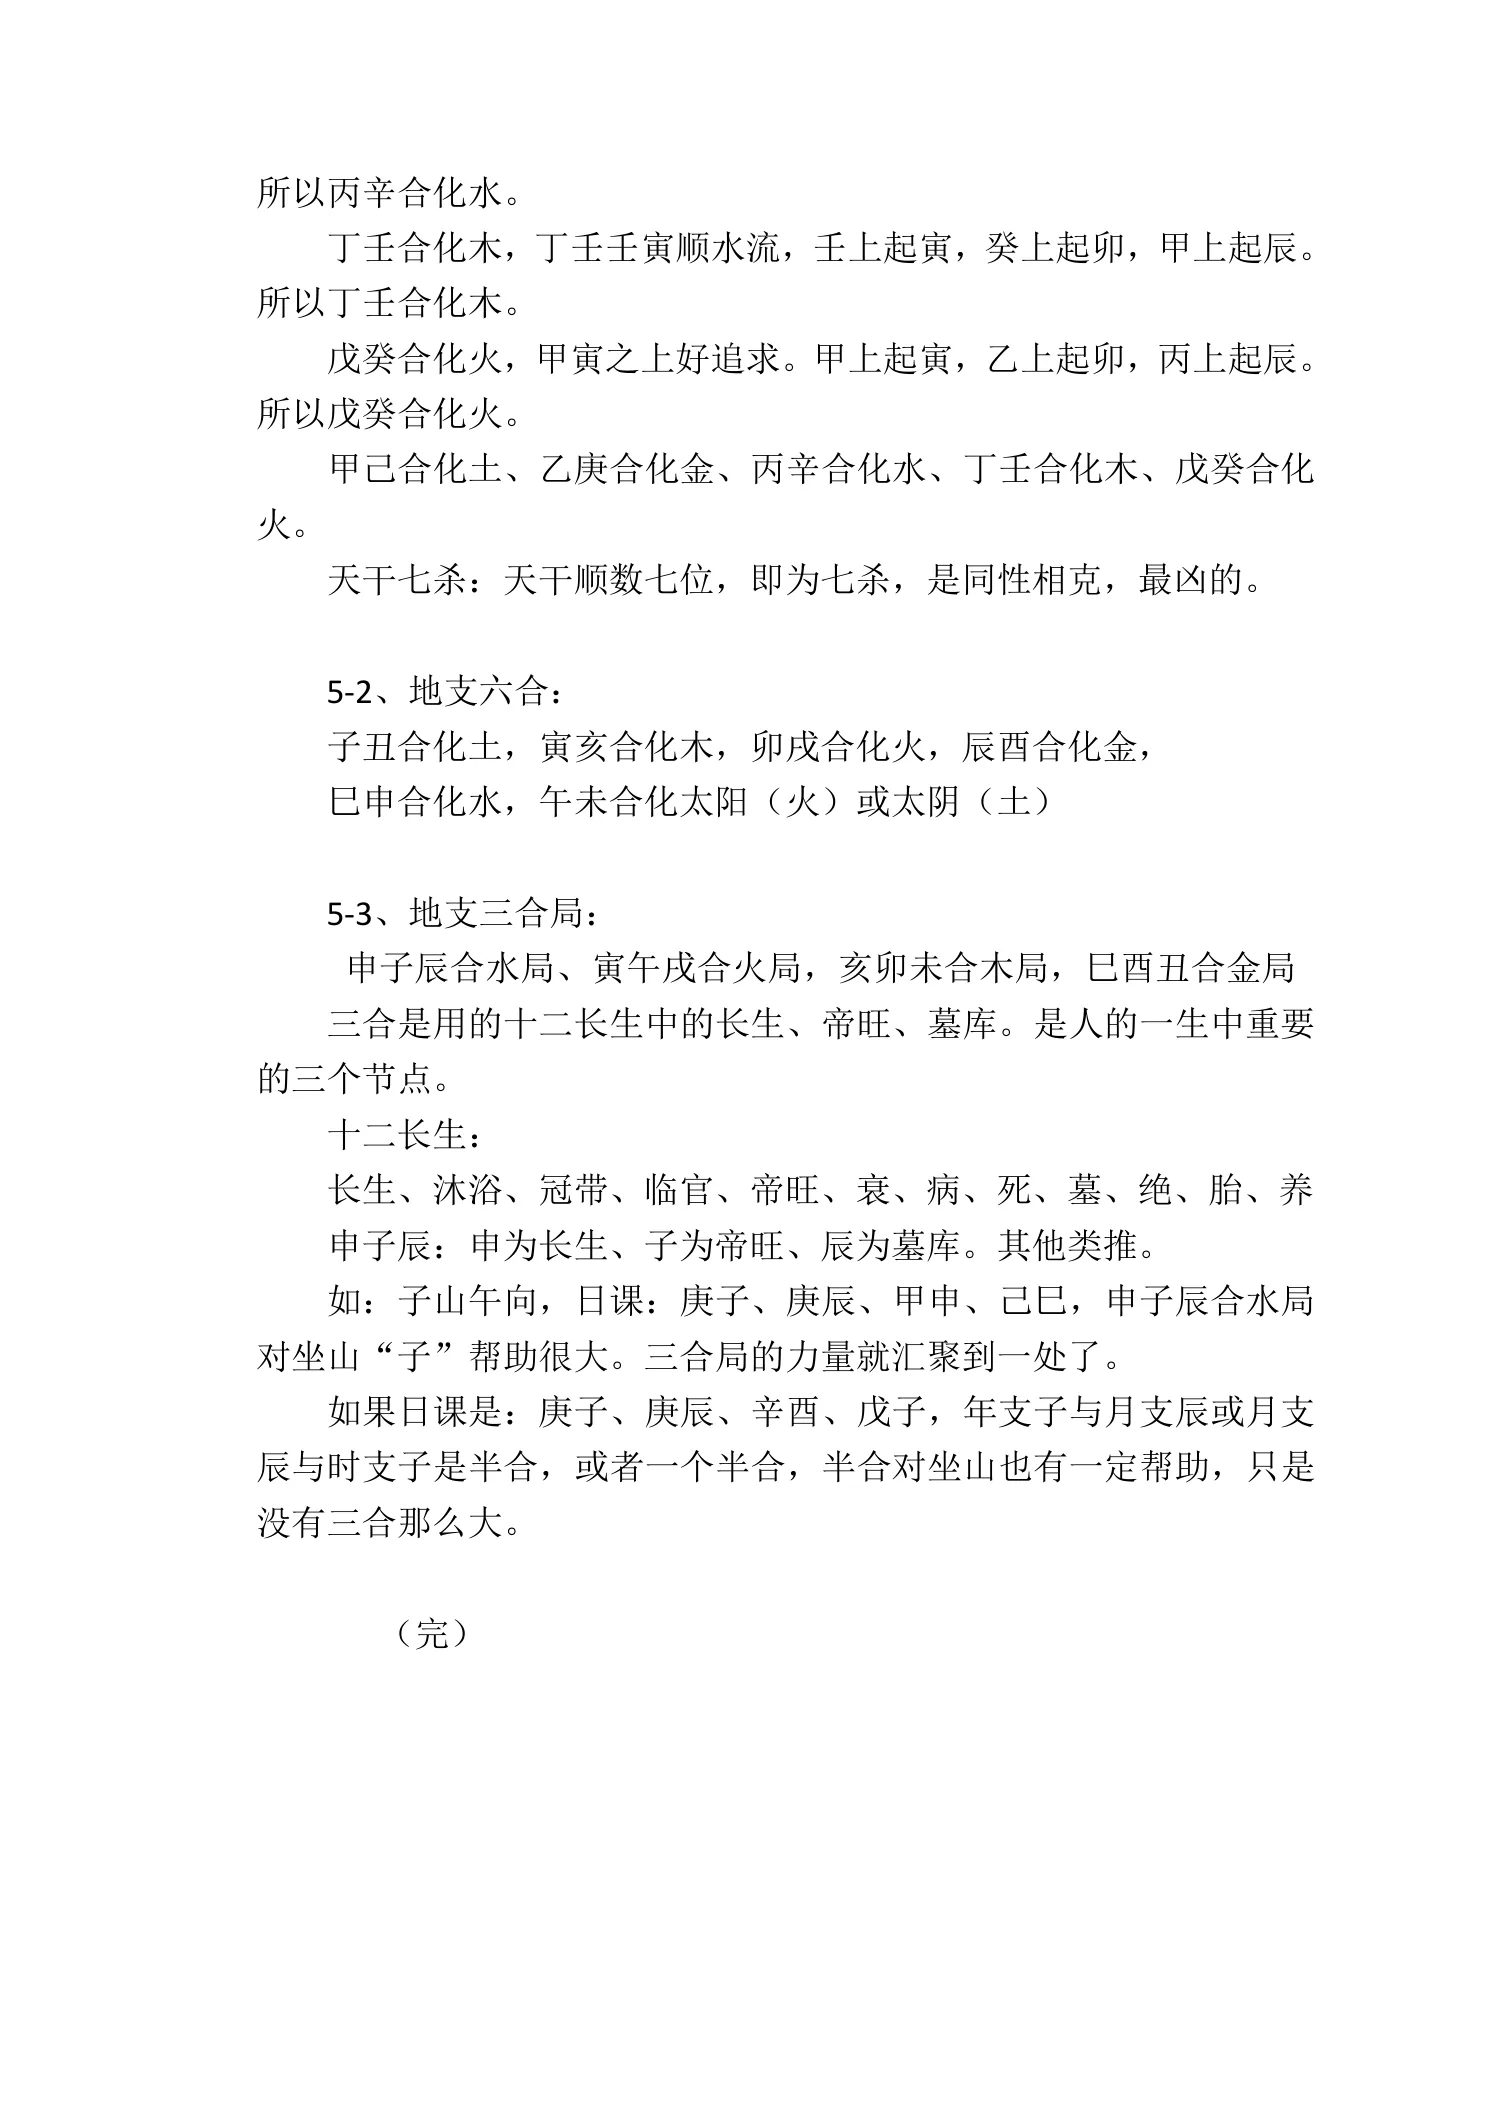 所以丙辛合化水。
丁壬合化木，丁壬壬寅顺水流，壬上起寅，癸上起卯，甲上起辰。
所以丁壬合化木。
戊癸合化火，甲寅之上好追求。甲上起寅，乙上起卯，丙上起辰。
所以戊癸合化火。
甲己合化土、乙庚合化金、丙辛合化水、丁壬合化木、戊癸合化
火。
天干七杀：天干顺数七位，即为七杀，是同性相克，最凶的。
5-2、地支六合：
子丑合化土，寅亥合化木，卯戌合化火，辰酉合化金，
巳申合化水，午未合化太阳（火）或太阴（土）
5-3、地支三合局：
申子辰合水局、寅午戌合火局，亥卯未合木局，巳酉丑合金局
三合是用的十二长生中的长生、帝旺、墓库。是人的一生中重要
的三个节点。
十二长生：
长生、沐浴、冠带、临官、帝旺、衰、病、死、墓、绝、胎、养
申子辰：申为长生、子为帝旺、辰为墓库。其他类推。
如：子山午向，日课：庚子、庚辰、甲申、己巳，申子辰合水局
对坐山“子”帮助很大。三合局的力量就汇聚到一处了。
如果日课是：庚子、庚辰、辛酉、戊子，年支子与月支辰或月支
辰与时支子是半合，或者一个半合，半合对坐山也有一定帮助，只是
没有三合那么大。
（完）